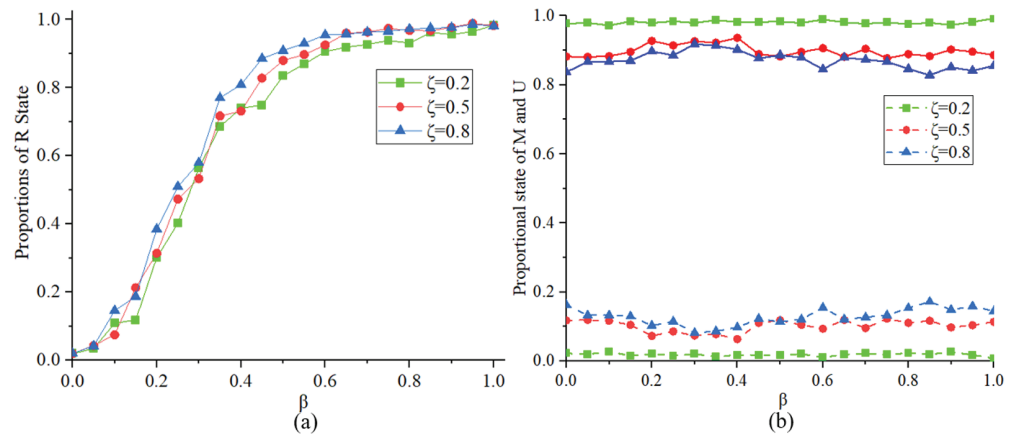 Proportions of R State
1.0
0.8
0.6
0.4
0.2
0.0
ζ=0.2
ζ=0.5
ζ=0.8
0.0 0.2 0.4 0.6 0.8 1.0
β
(a)
Proportional state of M and U
1.0
0.8
0.6
0.4
0.2
0.0
ζ=0.2
ζ=0.5
ζ=0.8
0.0 0.2 0.4 0.6 0.8 1.0
β
(b)